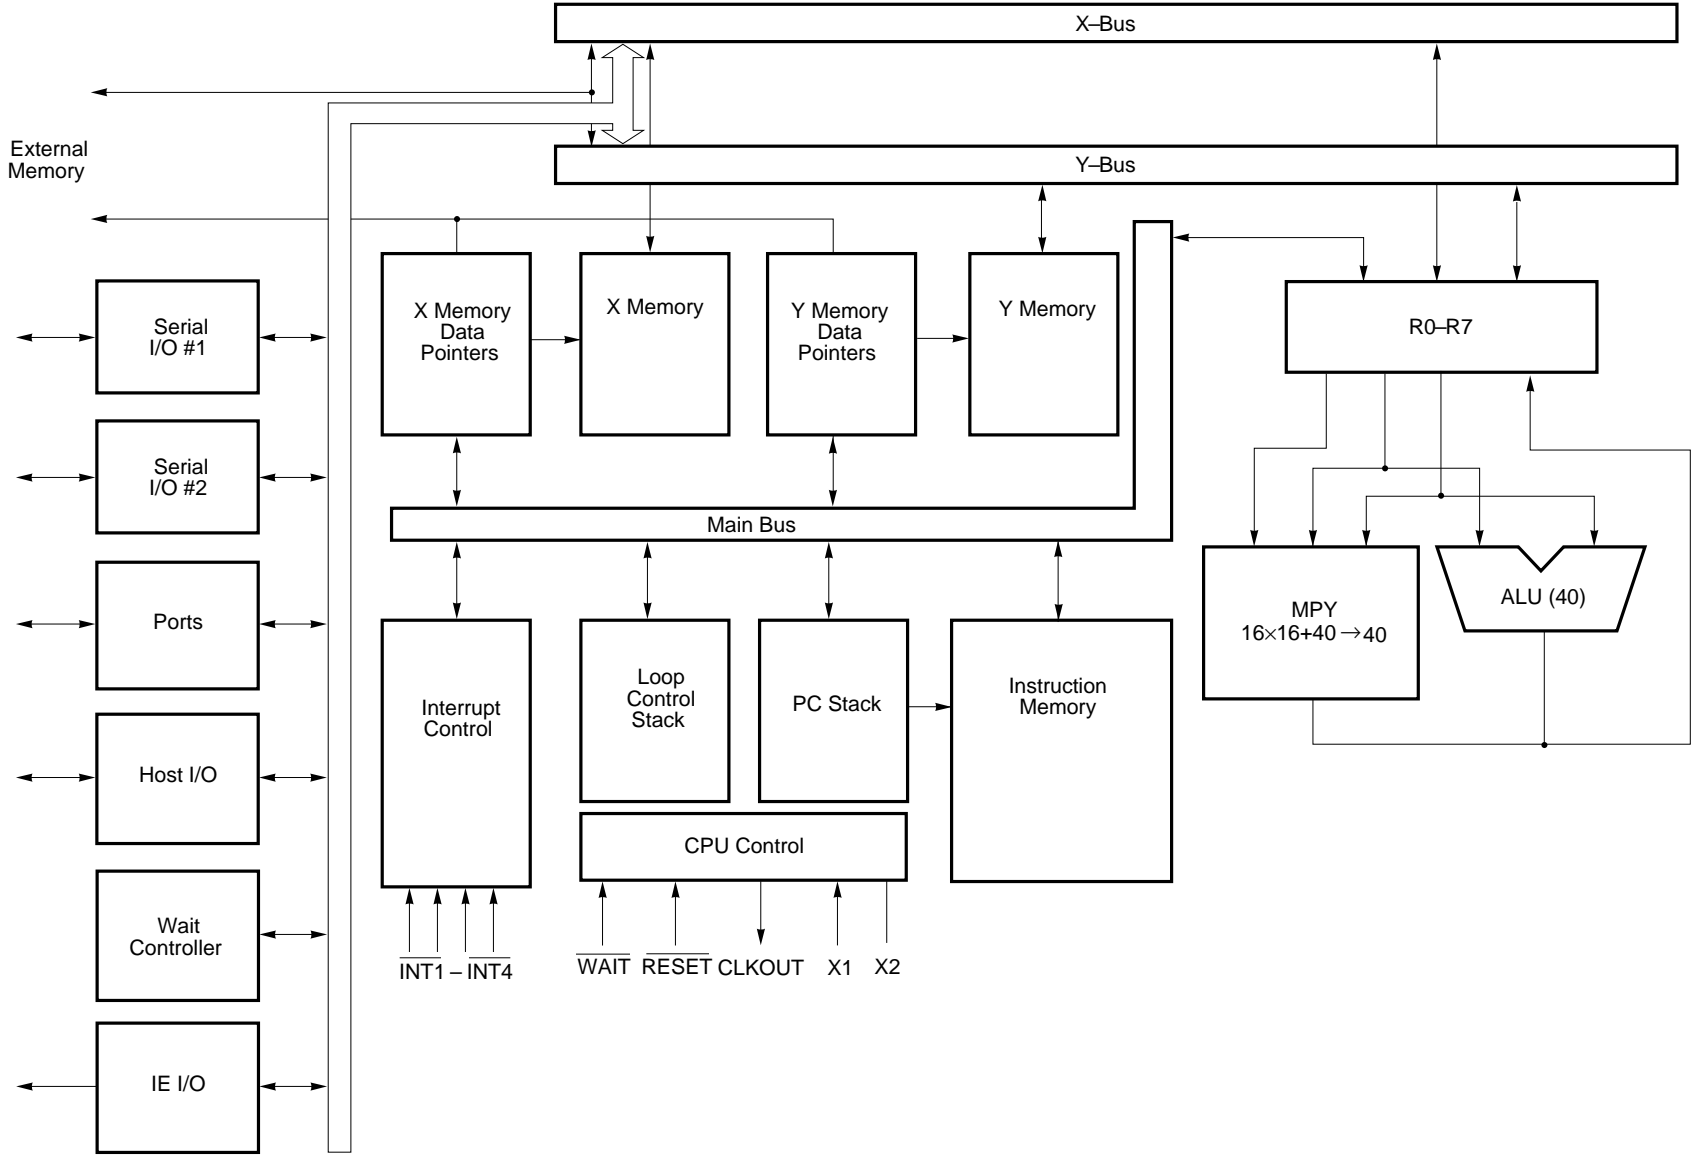 X–Bus
External
Memory
Y–Bus
Serial
I/O #1
X Memory
Data
Pointers
X Memory
Y Memory
Data
Pointers
Y Memory
R0–R7
Serial
I/O #2
Main Bus
Ports
MPY
16×16+40→40
ALU (40)
Interrupt
Control
Loop
Control
Stack
PC Stack
Instruction
Memory
Host I/O
CPU Control
Wait
Controller
INT1 – INT4
WAIT
RESET
CLKOUT
X1
X2
IE I/O